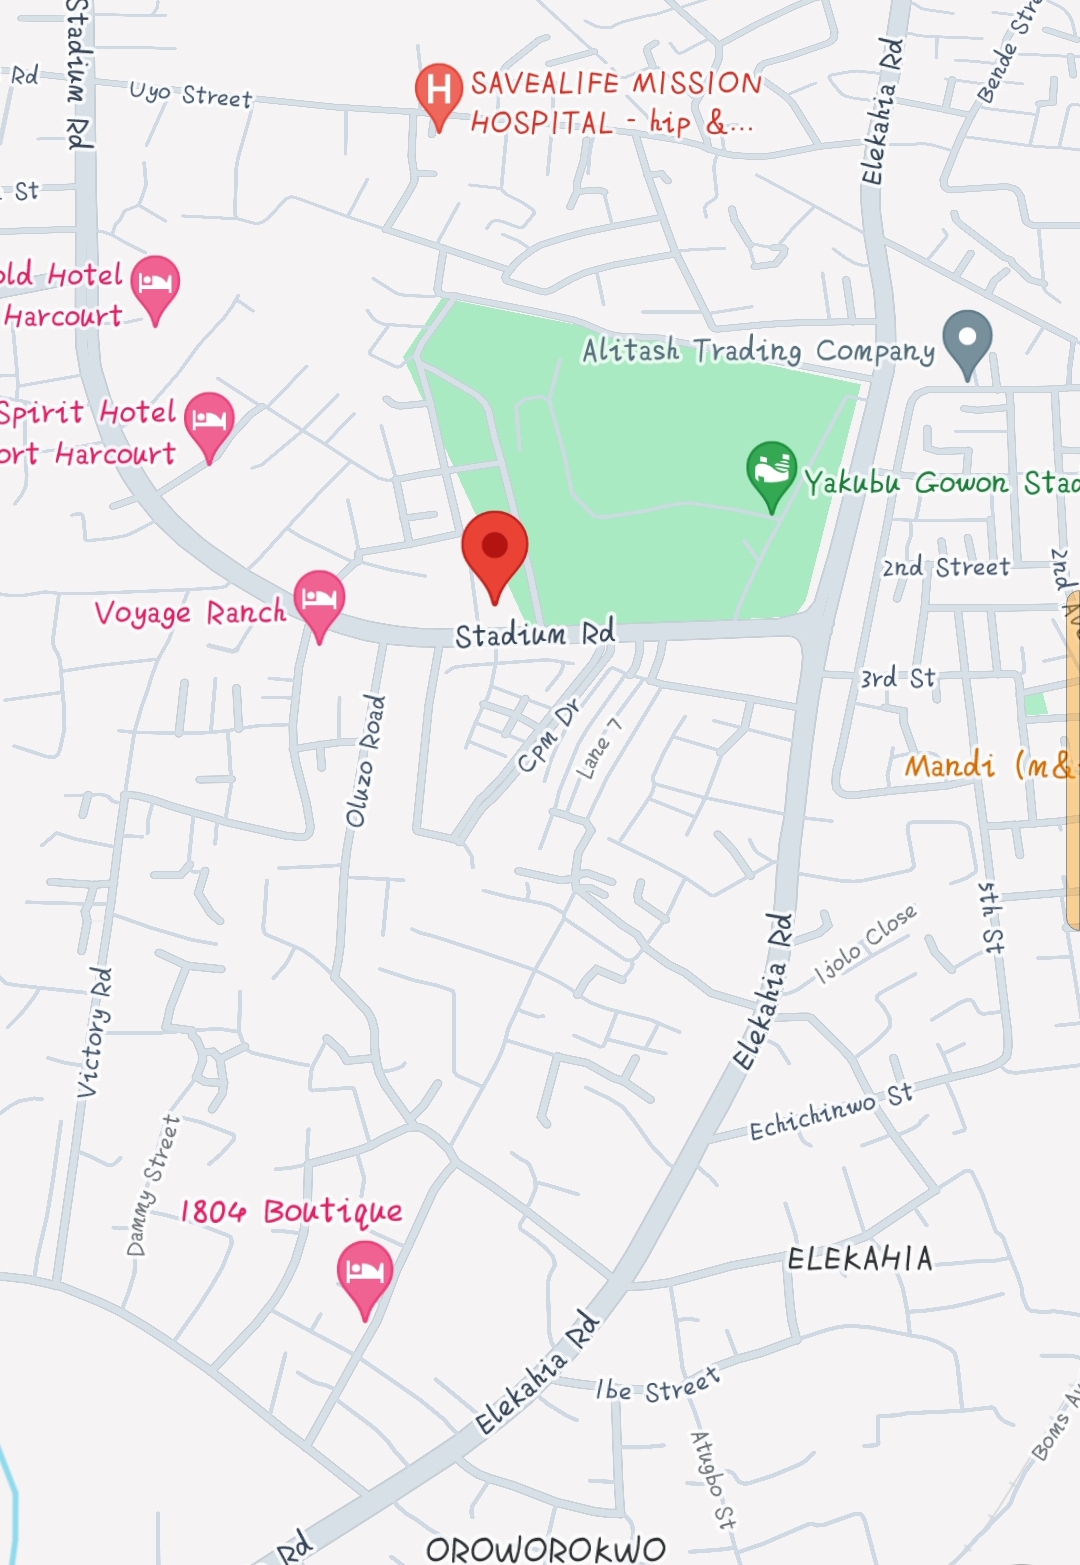 Stadium Rd
Elekahia Rd
Bende Stre
Rd
Uyo Street
H
SAVEALIFE MISSION
HOSPITAL - hip &...
St
old Hotel
Harcourt
Alitash Trading Company
Spirit Hotel
ort Harcourt
Yakubu Gowon Stad
2nd Street
2nd Av
Voyage Ranch
Stadium Rd
3rd St
Oluzo Road
Cpm Dr
Lane 7
Mandi (m&
5th St
Ijolo Close
Elekahia Rd
Victory Rd
Echichinwo St
Dammy Street
1804 Boutique
ELEKAHIA
Elekahia Rd
Ibe Street
Atugbo St
Boms Av
Rd
OROWOROKWO